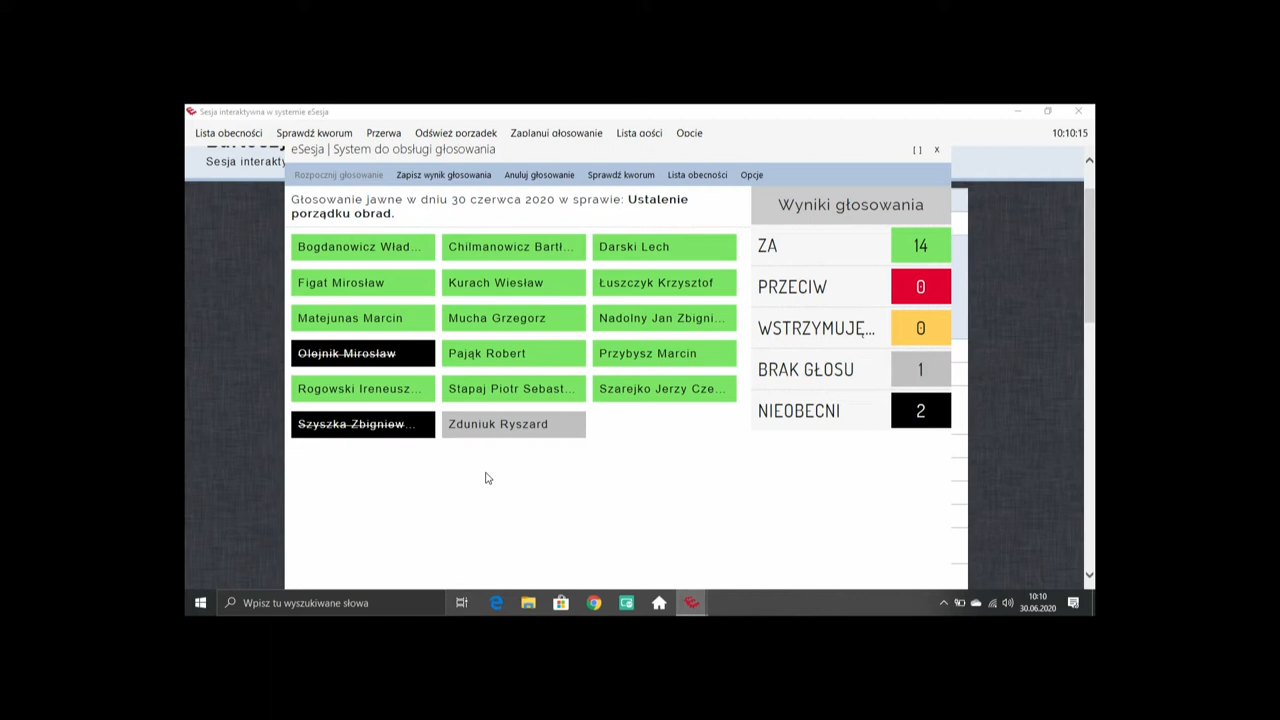 Sesja interaktywna w systemie eSesja
Lista obecności Sprawdź kworum Przerwa Odśwież porządek Zaplanuj głosowanie Lista gości Opcje 10:10:15
eSesja | System do obsługi głosowania [ ] x
Sesja interakty
Rozpocznij głosowanie Zapisz wynik głosowania Anuluj głosowanie Sprawdź kworum Lista obecności Opcje
Głosowanie jawne w dniu 30 czerwca 2020 w sprawie: Ustalenie
porządku obrad.
Wyniki głosowania
Bogdanowicz Wład... Chilmanowicz Bartł... Darski Lech
ZA 14
Figat Mirosław Kurach Wiesław Łuszczyk Krzysztof
PRZECIW 0
Matejunas Marcin Mucha Grzegorz Nadolny Jan Zbigni...
WSTRZYMUJĘ... 0
Olejnik Mirosław Pająk Robert Przybysz Marcin
BRAK GŁOSU 1
Rogowski Ireneusz... Stapaj Piotr Sebast... Szarejko Jerzy Cze...
NIEOBECNI 2
Szyszka Zbigniew... Zduniuk Ryszard
Wpisz tu wyszukiwane słowa
10:10
30.06.2020